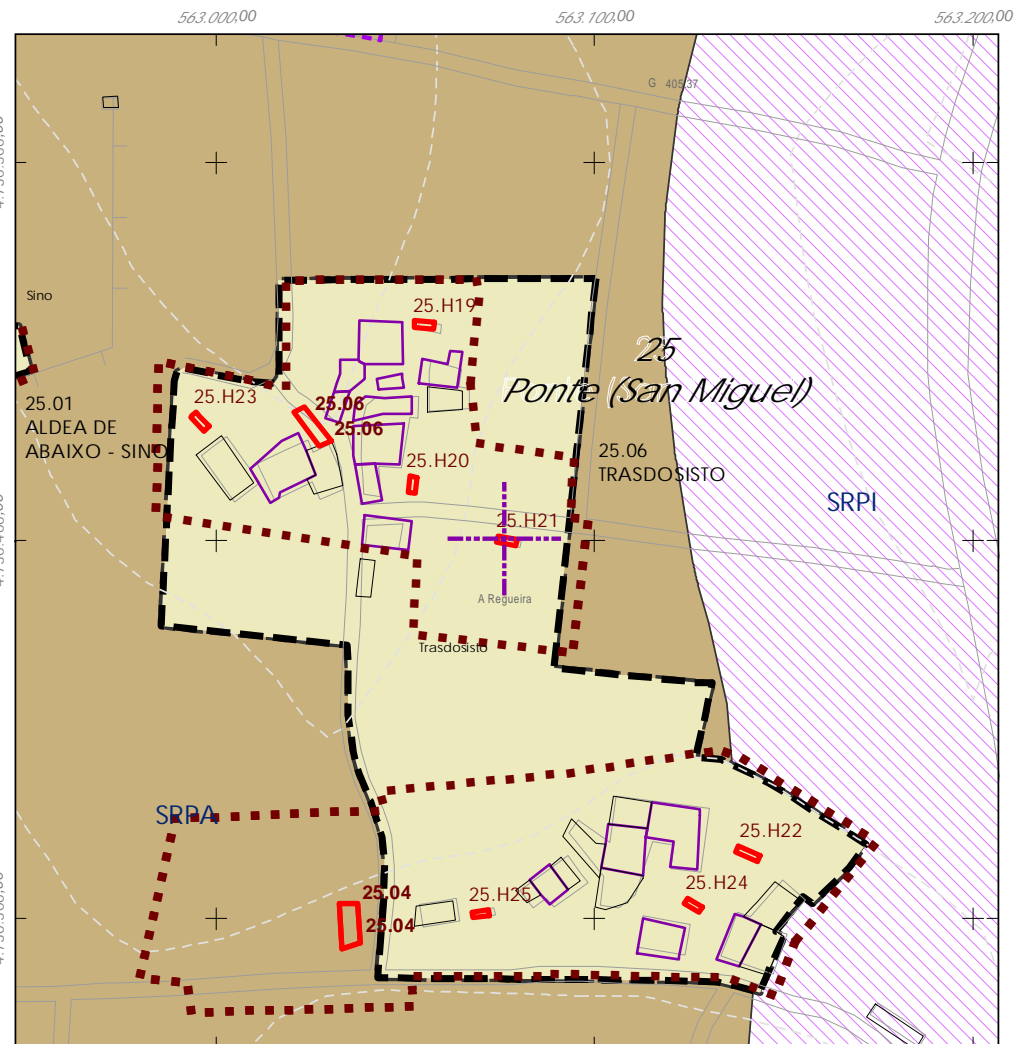 563.000,00
563.100,00
563.200,00
G 405,37
Sino
25.H19
25
Ponte (San Miguel)
25.H23
25.06
25.06
25.01
ALDEA DE
ABAIXO - SINO
25.06
TRASDOSISTO
25.H20
SRPI
25.H21
A Regueira
Trasdosisto
SRPA
25.H22
25.H24
25.04
25.H25
25.04